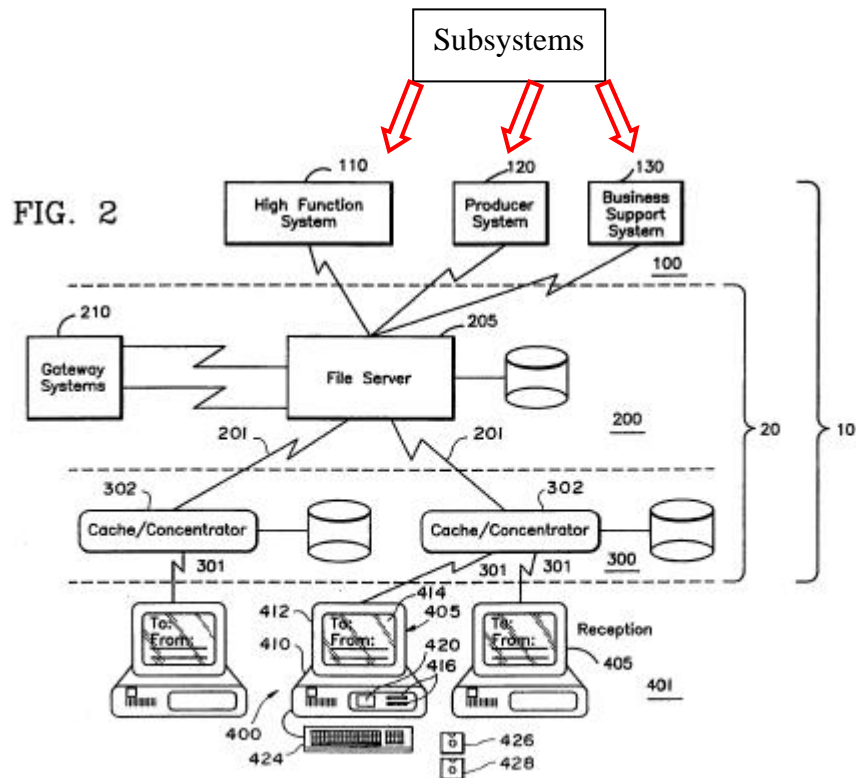 Subsystems
110
120
130
FIG. 2
High Function
System
Producer
System
Business
Support
System
100
210
205
Gateway
Systems
File Server
20
10
201
201
200
302
302
Cache/Concentrator
Cache/Concentrator
301
301
301
300
412
414
405
To:
From:
To:
From:
To:
From:
Reception
410
420
416
405
401
400
424
426
428